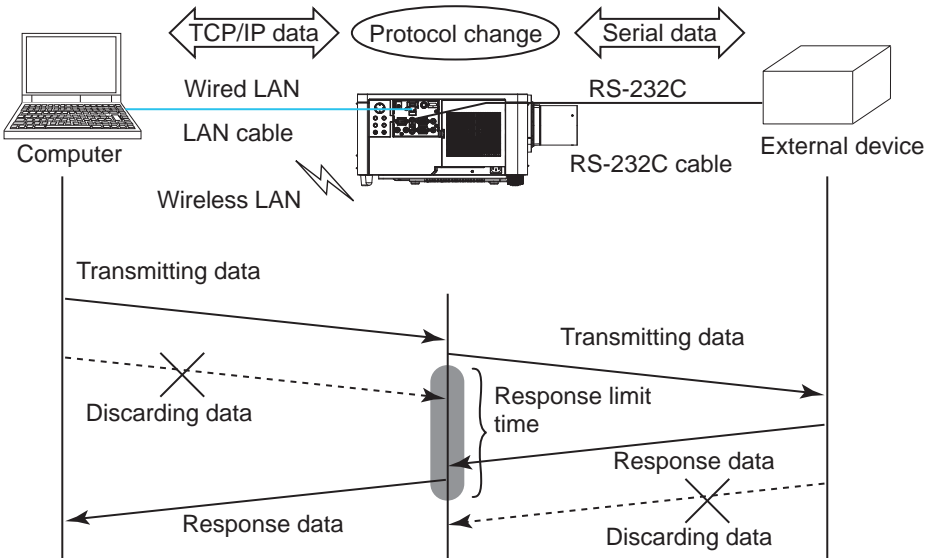 TCP/IP data
Protocol change
Serial data
Wired LAN
RS-232C
LAN cable
Computer
RS-232C cable
External device
Wireless LAN
Transmitting data
Transmitting data
Discarding data
Response limit
time
Response data
Response data
Discarding data